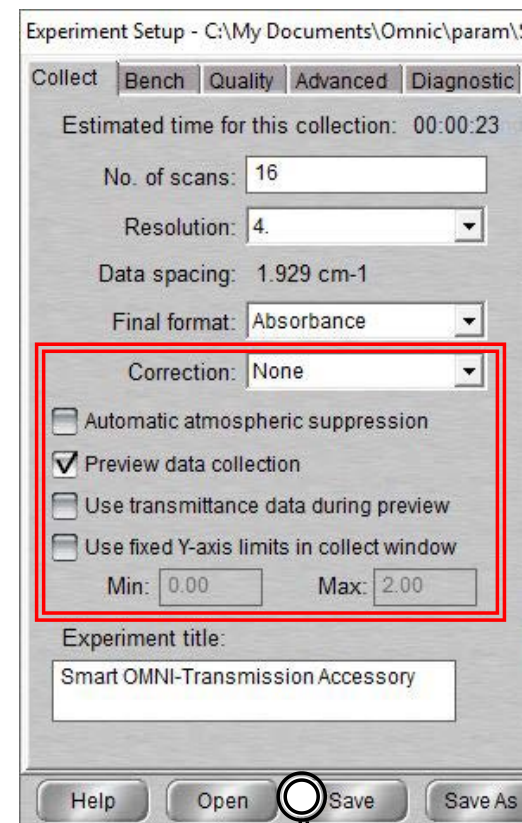 Experiment Setup - C:\My Documents\Omnic\param\
Collect Bench Quality Advanced Diagnostic
Estimated time for this collection: 00:00:23
No. of scans: 16
Resolution: 4.
Data spacing: 1.929 cm-1
Final format: Absorbance
Correction: None
Automatic atmospheric suppression
Preview data collection
Use transmittance data during preview
Use fixed Y-axis limits in collect window
Min: 0.00 Max: 2.00
Experiment title:
Smart OMNI-Transmission Accessory
Help Open Save Save As